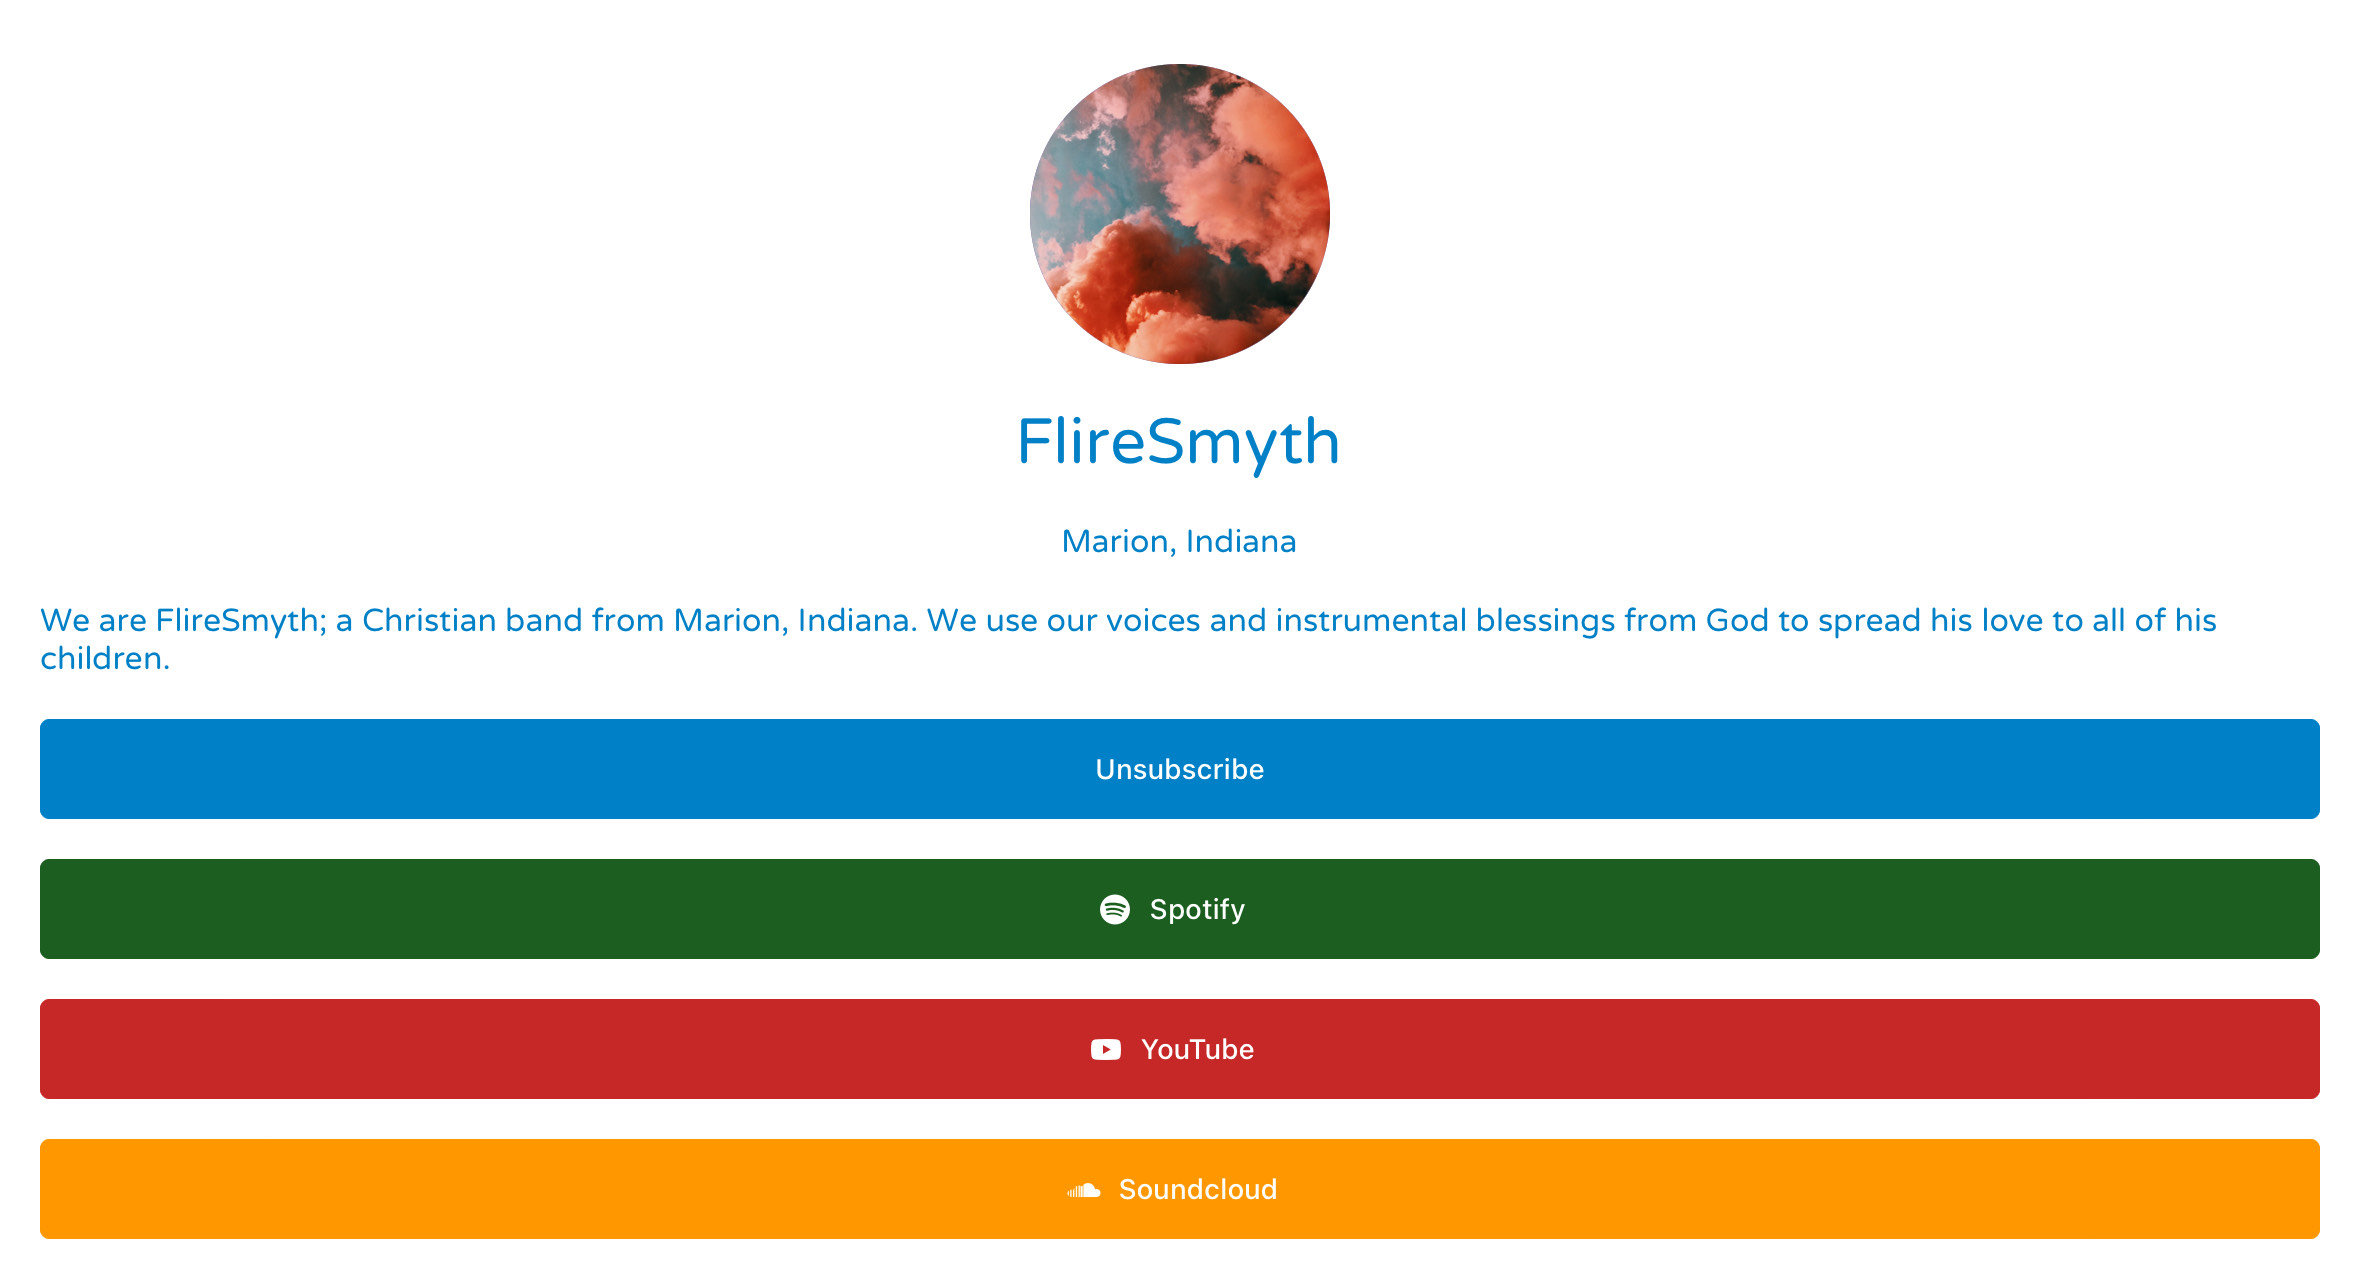 FlireSmyth
Marion, Indiana
We are FlireSmyth; a Christian band from Marion, Indiana. We use our voices and instrumental blessings from God to spread his love to all of his
children.
Unsubscribe
Spotify
YouTube
Soundcloud